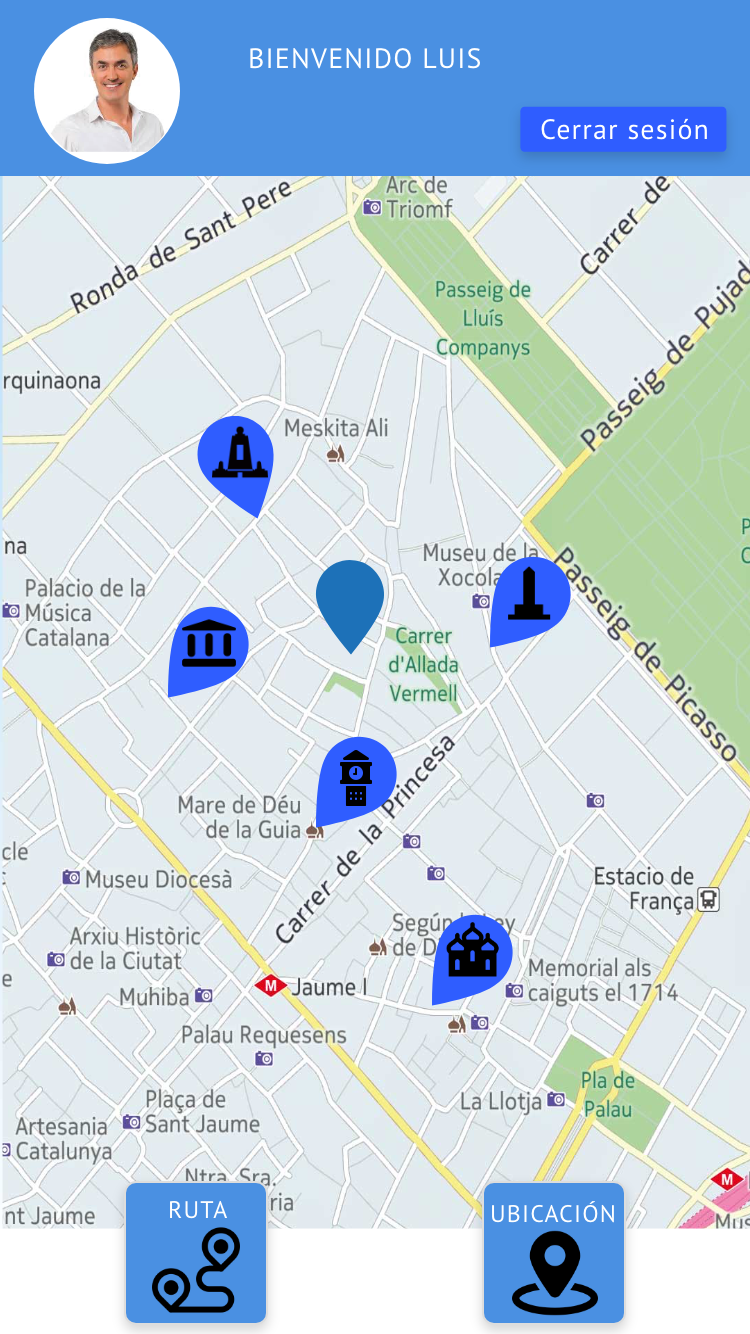 BIENVENIDO LUIS
Cerrar sesión
Arc de
Triomf
Ronda de Sant Pere
Carrer de
Passeig de
Lluís
Companys
Passeig de Pujad
rquinaona
Meskita Ali
na
Museu de la
Xocola
Palacio de la
Música
Catalana
Passeig de Picasso
P
C
Carrer
d'Allada
Vermell
Mare de Déu
de la Guia
Carrer de la Princesa
cle
Museu Diocesà
Estacio de
França
Arxiu Històric
de la Ciutat
Según
ey
de D
e
Memorial als
caiguts el 1714
M
Jaume I
Muhiba
Palau Requesens
Pla de
Palau
La Llotja
Plaça de
Sant Jaume
Artesania
Catalunya
Ntra. Sra.
ria
M
nt Jaume
Mus
RUTA
UBICACIÓN